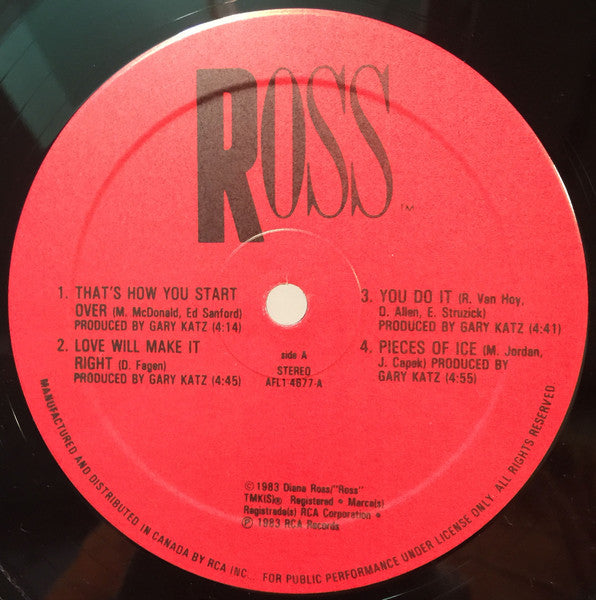 ROSS
TM
1. THAT'S HOW YOU START
OVER (M. McDonald, Ed Sanford)
PRODUCED BY GARY KATZ (4:14)
2. LOVE WILL MAKE IT
RIGHT (D. Fagen)
PRODUCED BY GARY KATZ (4:45)
side A
STEREO
AFL1-4677-A
3. YOU DO IT (R. Van Hoy,
D. Allen, E. Struzick)
PRODUCED BY GARY KATZ (4:41)
4. PIECES OF ICE (M. Jordan,
J. Capek) PRODUCED BY
GARY KATZ (4:55)
© 1983 Diana Ross/"Ross"
TMK(S)® Registered • Marca(s)
Registrada(s) RCA Corporation •
℗ 1983 RCA Records
MANUFACTURED AND DISTRIBUTED IN CANADA BY RCA INC... FOR PUBLIC PERFORMANCE UNDER LICENSE ONLY. ALL RIGHTS RESERVED